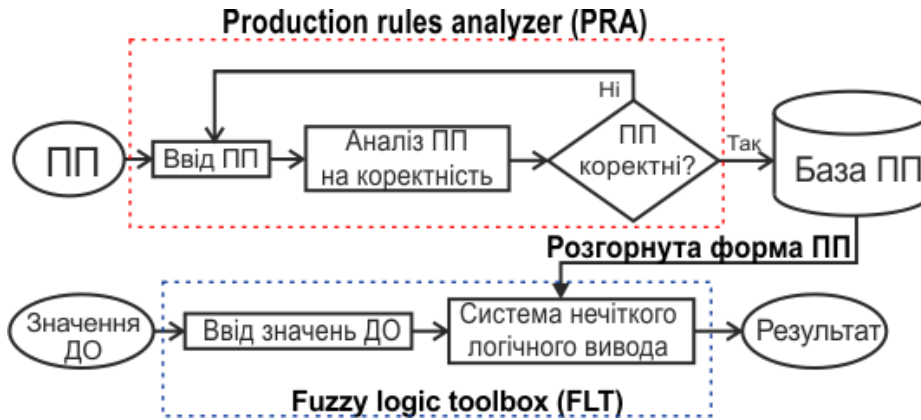 Production rules analyzer (PRA)
Ні
ПП
Ввід ПП
Аналіз ПП
на коректність
ПП
коректні?
Так
База ПП
Розгорнута форма ПП
Значення
ДО
Ввід значень ДО
Система нечіткого
логічного вивода
Результат
Fuzzy logic toolbox (FLT)